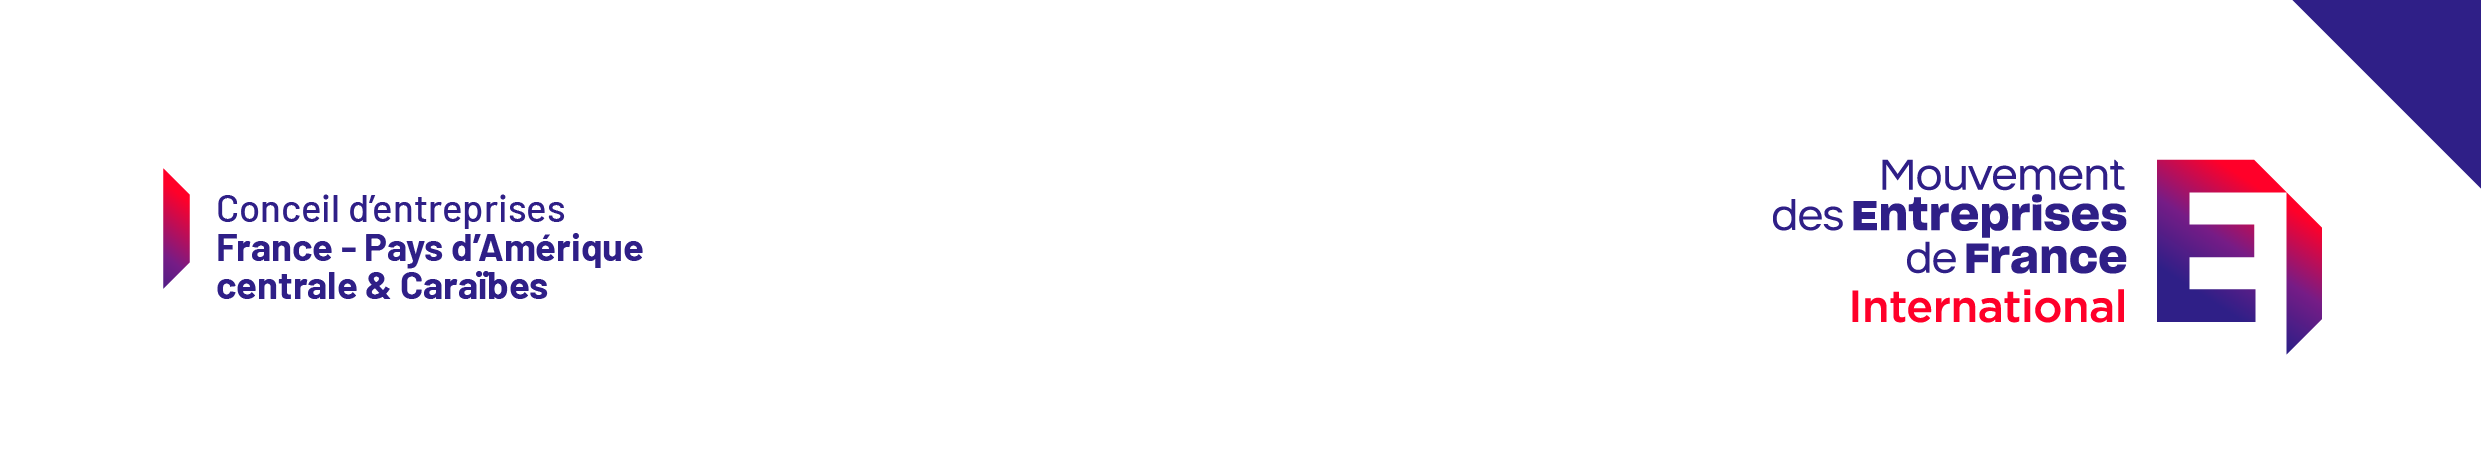 Conceil d’entreprises
France - Pays d’Amérique
centrale & Caraïbes
Mouvement
des Entreprises
de France
International